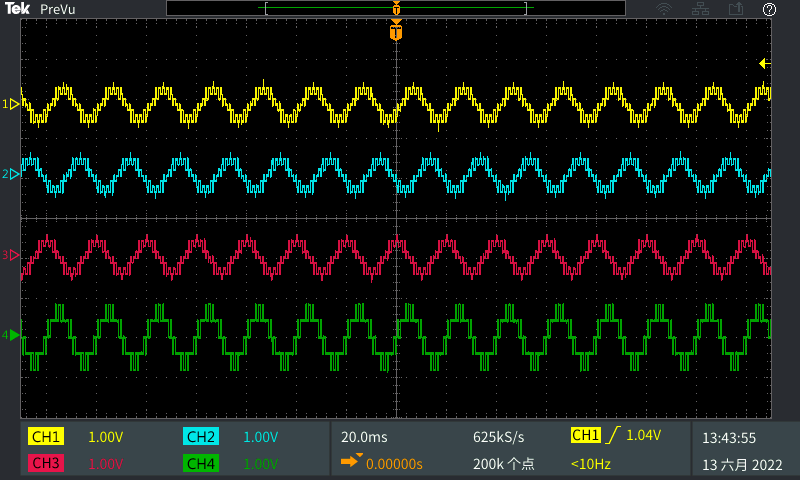 Tek PreVu
T
T
1
2
3
4
CH1 1.00V CH2 1.00V 20.0ms 625kS/s CH1 1.04V 13:43:55
CH3 1.00V CH4 1.00V 0.00000s 200k 个点 <10Hz 13 六月 2022